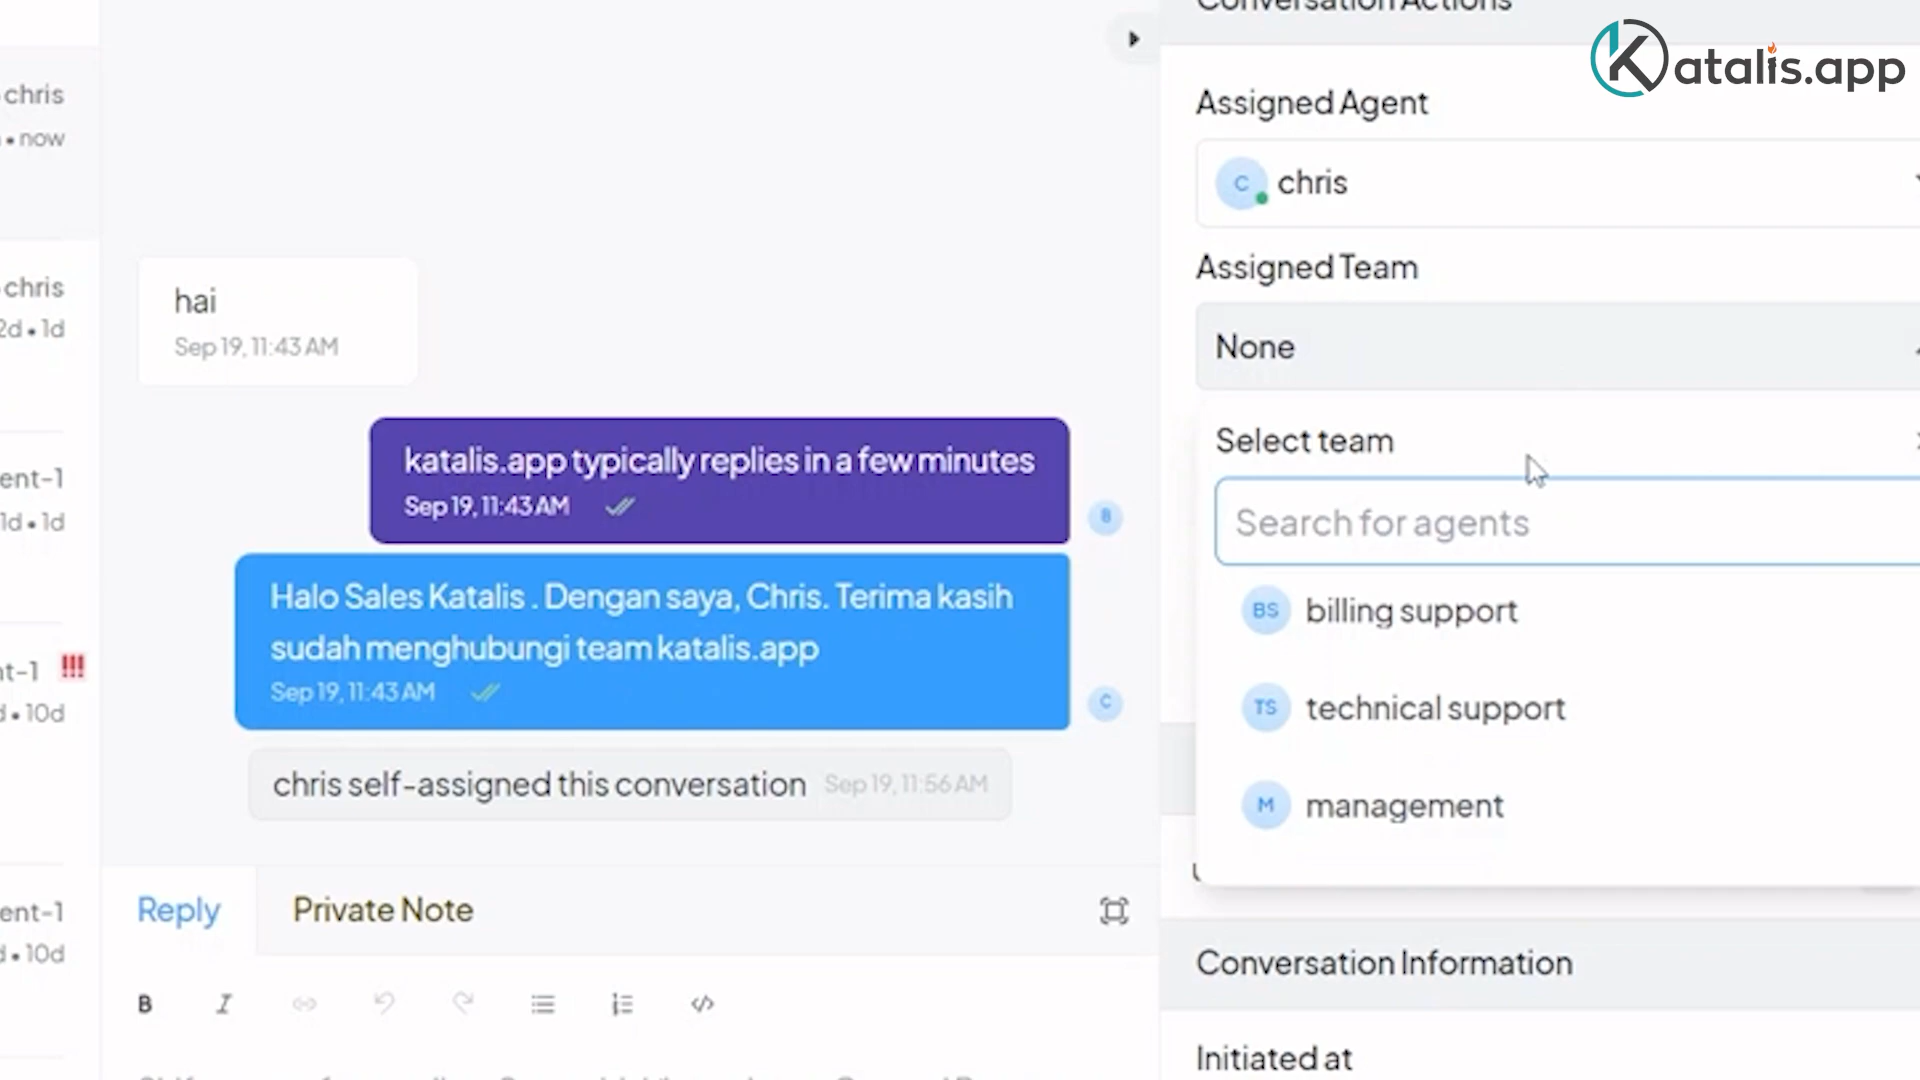 chris
• now
chris
2d • 1d
ent-1
1d • 1d
nt-1 !!!
d • 10d
ent-1
d • 10d
hai
Sep 19, 11:43 AM
katalis.app typically replies in a few minutes
Sep 19, 11:43 AM
B
Halo Sales Katalis . Dengan saya, Chris. Terima kasih
sudah menghubungi team katalis.app
Sep 19, 11:43 AM
C
chris self-assigned this conversation Sep 19, 11:56 AM
Reply
Private Note
B I
Conversation Actions
Katalis.app
Assigned Agent
C chris
Assigned Team
None
Select team
Search for agents
BS billing support
TS technical support
M management
Conversation Information
Initiated at